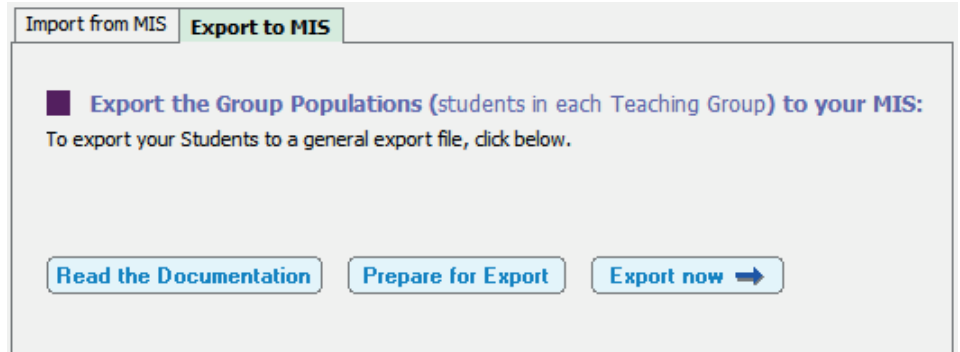 Import from MIS Export to MIS
Export the Group Populations (students in each Teaching Group) to your MIS:
To export your Students to a general export file, click below.
Read the Documentation Prepare for Export Export now